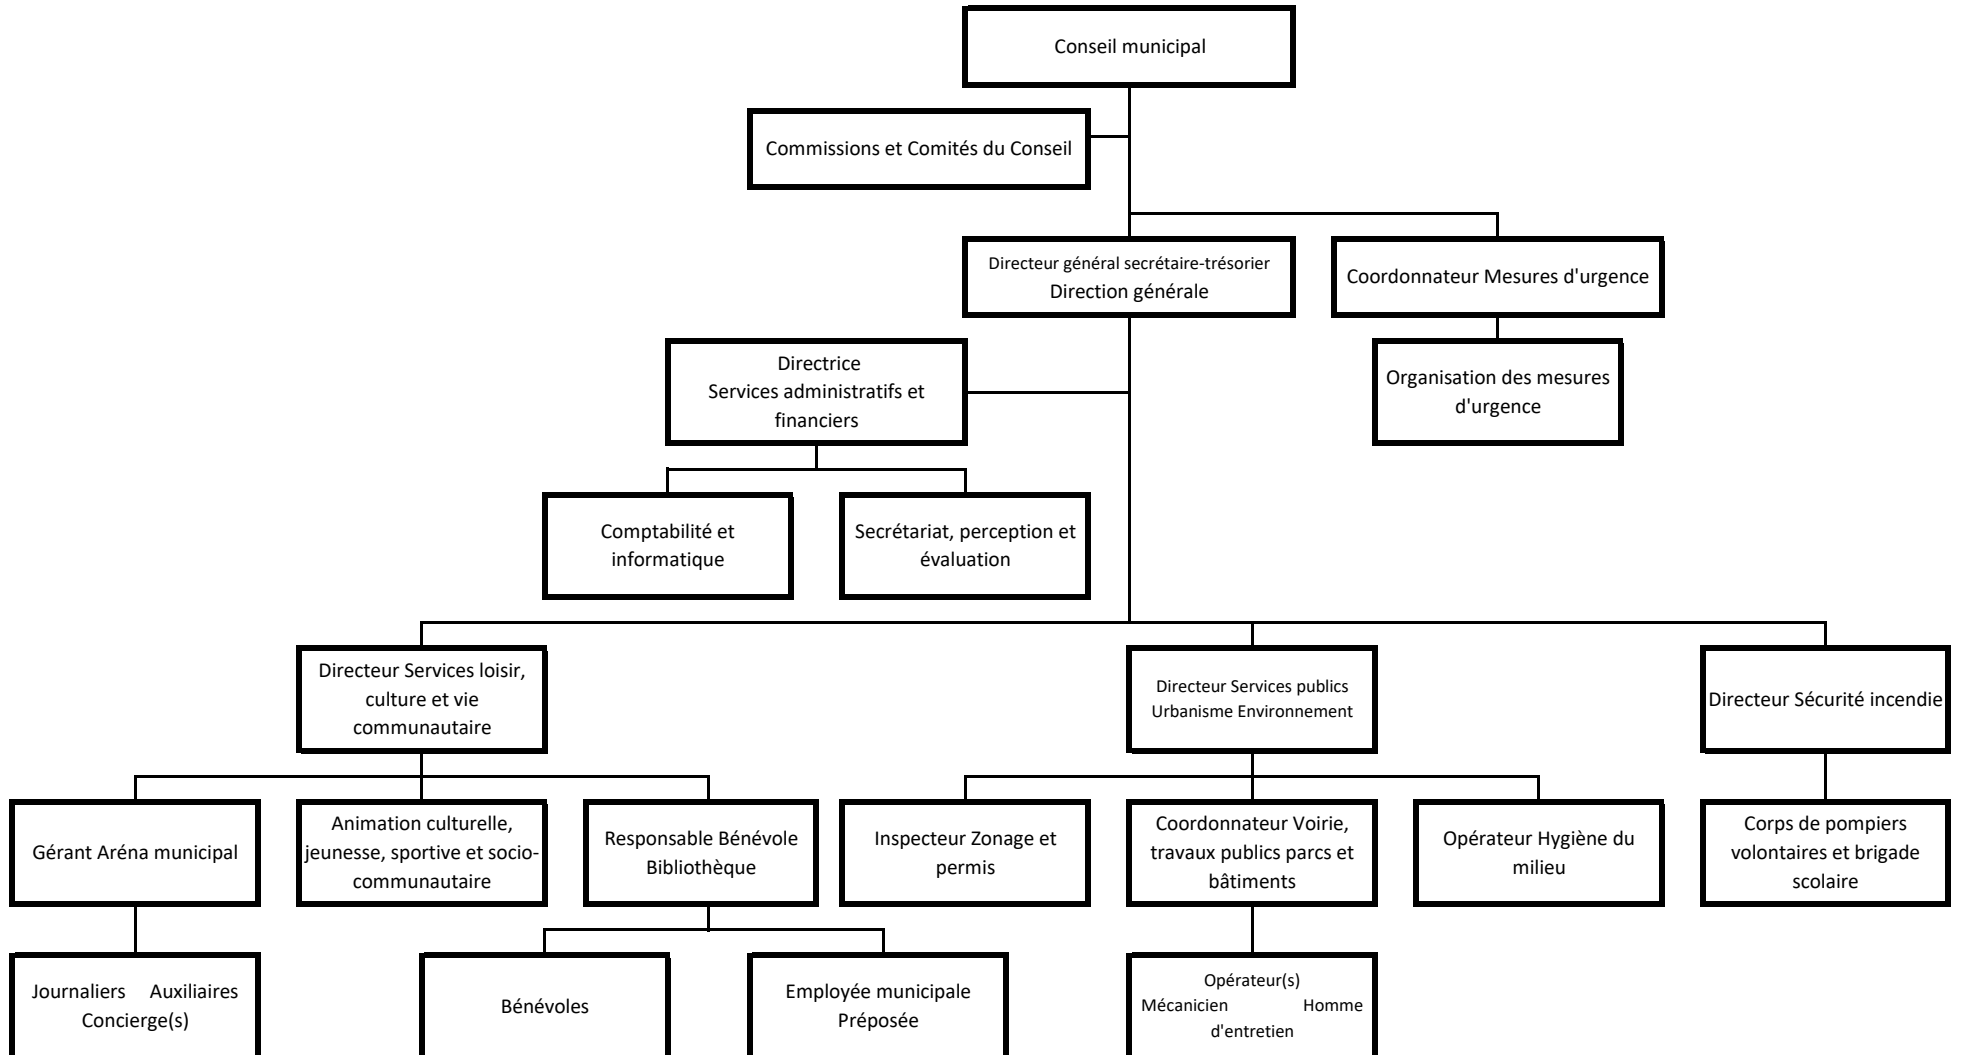 Conseil municipal
Commissions et Comités du Conseil
Directeur général secrétaire-trésorier
Direction générale
Coordonnateur Mesures d'urgence
Directrice
Services administratifs et
financiers
Organisation des mesures
d'urgence
Comptabilité et
informatique
Secrétariat, perception et
évaluation
Directeur Services loisir,
culture et vie
communautaire
Directeur Services publics
Urbanisme Environnement
Directeur Sécurité incendie
Gérant Aréna municipal
Animation culturelle,
jeunesse, sportive et socio-
communautaire
Responsable Bénévole
Bibliothèque
Inspecteur Zonage et
permis
Coordonnateur Voirie,
travaux publics parcs et
bâtiments
Opérateur Hygiène du
milieu
Corps de pompiers
volontaires et brigade
scolaire
Journaliers Auxiliaires
Concierge(s)
Bénévoles
Employée municipale
Préposée
Opérateur(s)
Mécanicien Homme
d'entretien